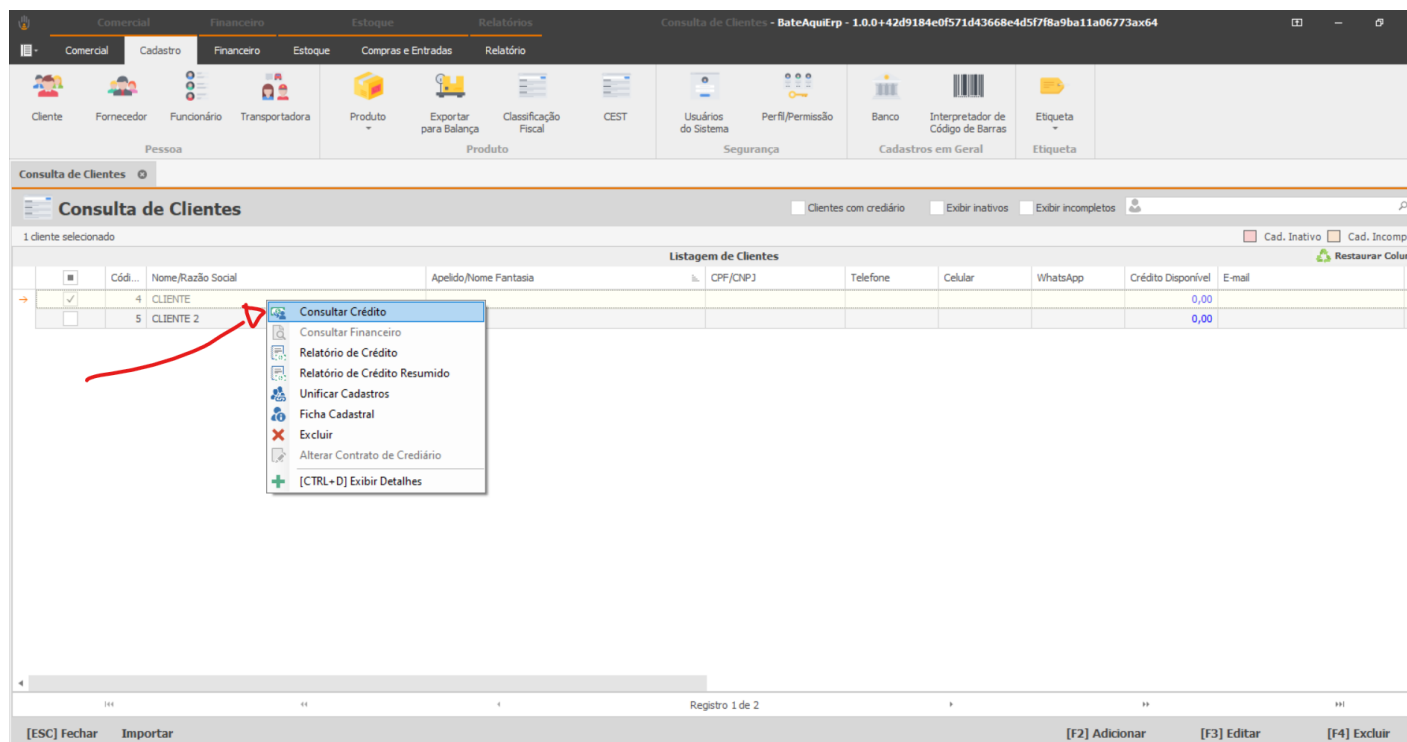 Comercial Financeiro Estoque Relatórios Consulta de Clientes - BateAquiErp - 1.0.0+42d9184e0f571d43668e4d5f7f8a9ba11a06773ax64
Comercial Cadastro Financeiro Estoque Compras e Entradas Relatório
Cliente Fornecedor Funcionário Transportadora Produto Exportar para Balança Classificação Fiscal CEST Usuários do Sistema Perfil/Permissão Banco Interpretador de Código de Barras Etiqueta
Pessoa Produto Segurança Cadastros em Geral Etiqueta
Consulta de Clientes
Consulta de Clientes Clientes com crediário Exibir inativos Exibir incompletos
1 cliente selecionado Cad. Inativo Cad. Incomp
Listagem de Clientes Restaurar Colu
Códi... Nome/Razão Social Apelido/Nome Fantasia CPF/CNPJ Telefone Celular WhatsApp Crédito Disponível E-mail
4 CLIENTE 0,00
5 CLIENTE 2 0,00
Consultar Crédito
Consultar Financeiro
Relatório de Crédito
Relatório de Crédito Resumido
Unificar Cadastros
Ficha Cadastral
Excluir
Alterar Contrato de Crediário
[CTRL+D] Exibir Detalhes
Registro 1 de 2
[ESC] Fechar Importar [F2] Adicionar [F3] Editar [F4] Excluir